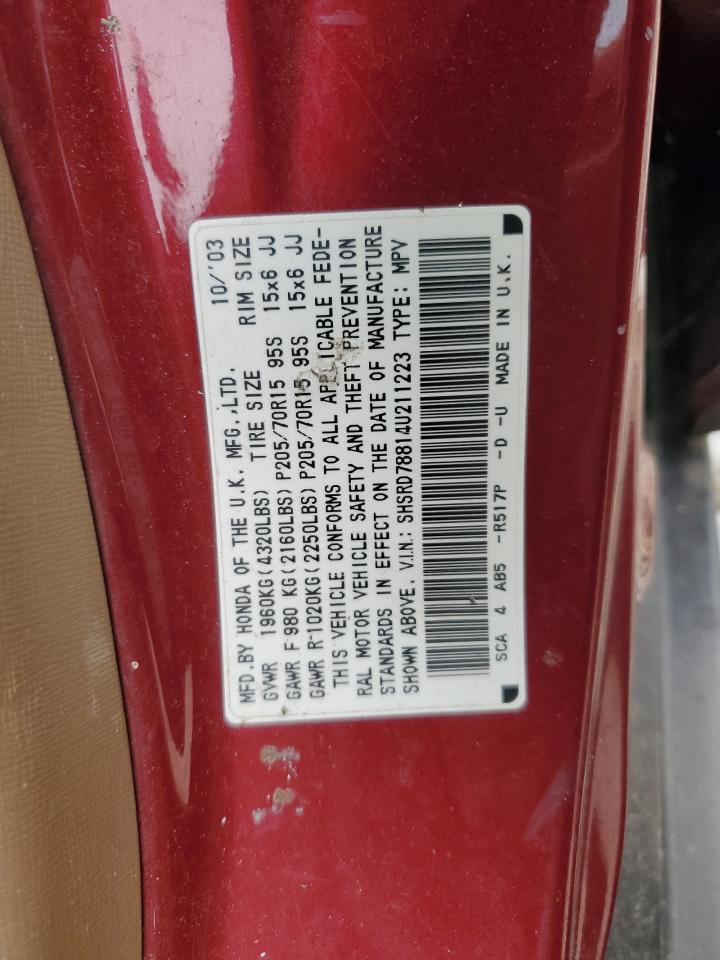 MFD.BY HONDA OF THE U.K. MFG.,LTD. 10/'03
GVWR 1960KG(4320LBS) TIRE SIZE RIM SIZE
GAWR F 980 KG(2160LBS) P205/70R15 95S 15x6 JJ
GAWR R-1020KG(2250LBS) P205/70R15 95S 15x6 JJ
THIS VEHICLE CONFORMS TO ALL APPLICABLE FEDE-
RAL MOTOR VEHICLE SAFETY AND THEFT PREVENTION
STANDARDS IN EFFECT ON THE DATE OF MANUFACTURE
SHOWN ABOVE. V.I.N.: SHSRD78814U211223 TYPE: MPV
SCA 4 AB5 -R517P -D -U MADE IN U.K.